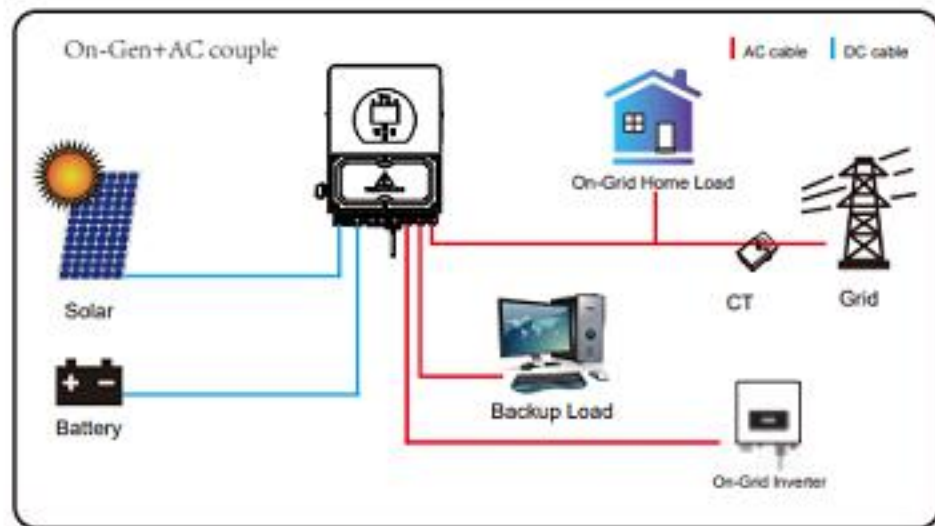 On-Gen+AC couple
AC cable
DC cable
On-Grid Home Load
Solar
CT
Grid
Battery
Backup Load
On-Grid Inverter